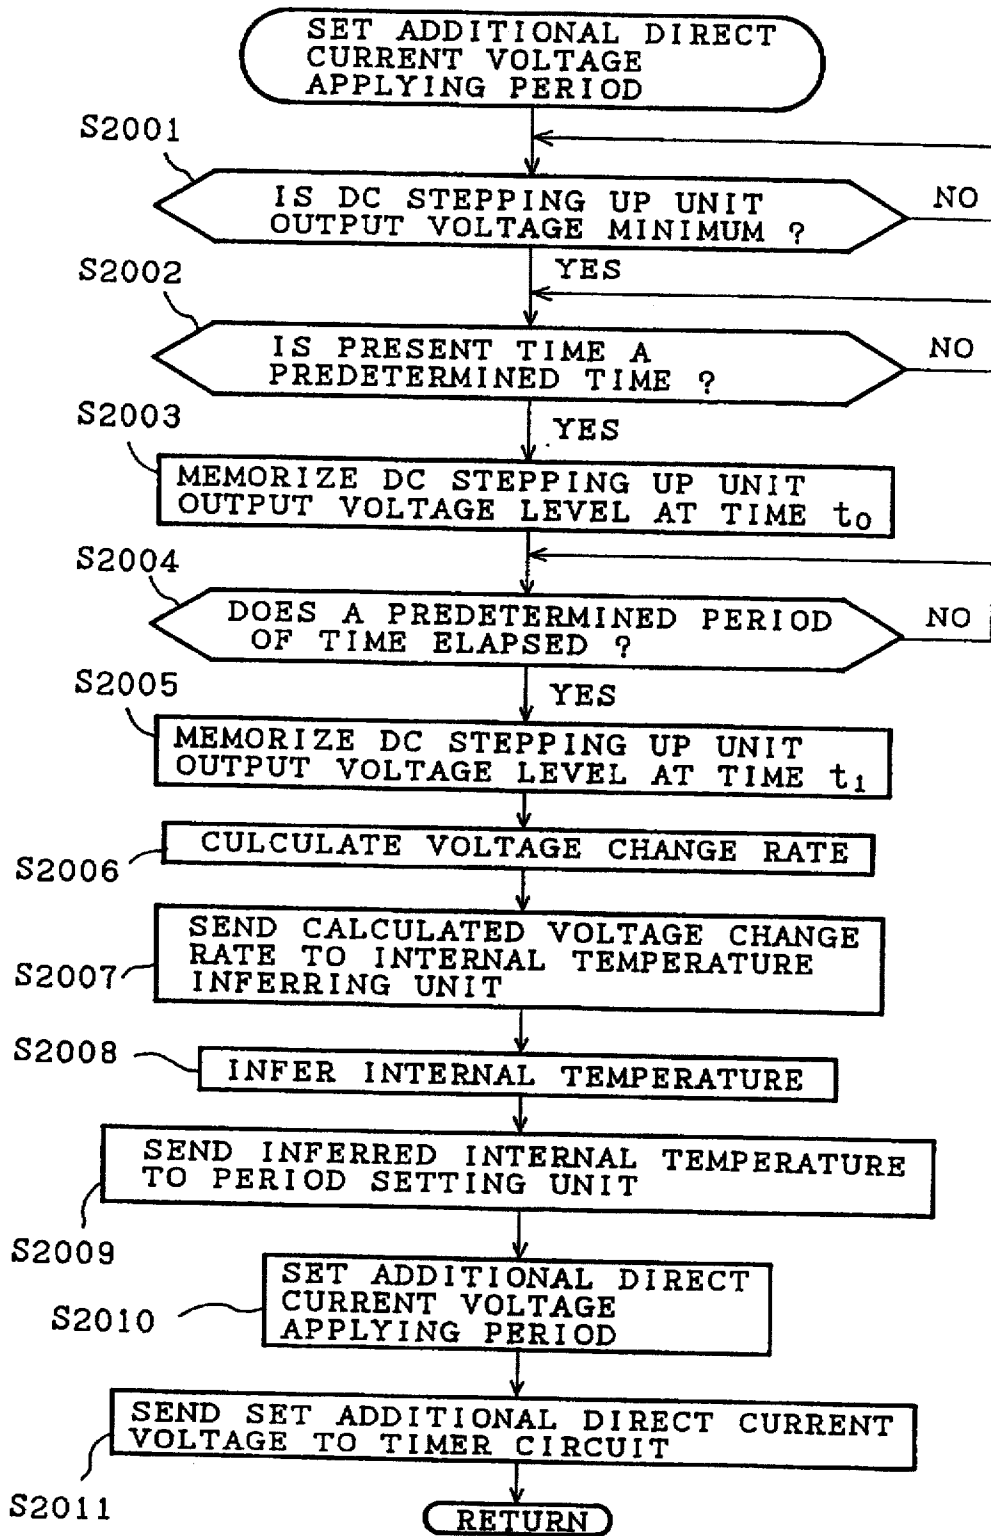 SET ADDITIONAL DIRECT
CURRENT VOLTAGE
APPLYING PERIOD
S2001
IS DC STEPPING UP UNIT
OUTPUT VOLTAGE MINIMUM ?
NO
YES
S2002
IS PRESENT TIME A
PREDETERMINED TIME ?
NO
YES
S2003
MEMORIZE DC STEPPING UP UNIT
OUTPUT VOLTAGE LEVEL AT TIME t0
S2004
DOES A PREDETERMINED PERIOD
OF TIME ELAPSED ?
NO
YES
S2005
MEMORIZE DC STEPPING UP UNIT
OUTPUT VOLTAGE LEVEL AT TIME t1
CULCULATE VOLTAGE CHANGE RATE
S2006
SEND CALCULATED VOLTAGE CHANGE
RATE TO INTERNAL TEMPERATURE
INFERRING UNIT
S2007
S2008
INFER INTERNAL TEMPERATURE
SEND INFERRED INTERNAL TEMPERATURE
TO PERIOD SETTING UNIT
S2009
SET ADDITIONAL DIRECT
CURRENT VOLTAGE
APPLYING PERIOD
S2010
SEND SET ADDITIONAL DIRECT CURRENT
VOLTAGE TO TIMER CIRCUIT
S2011
RETURN